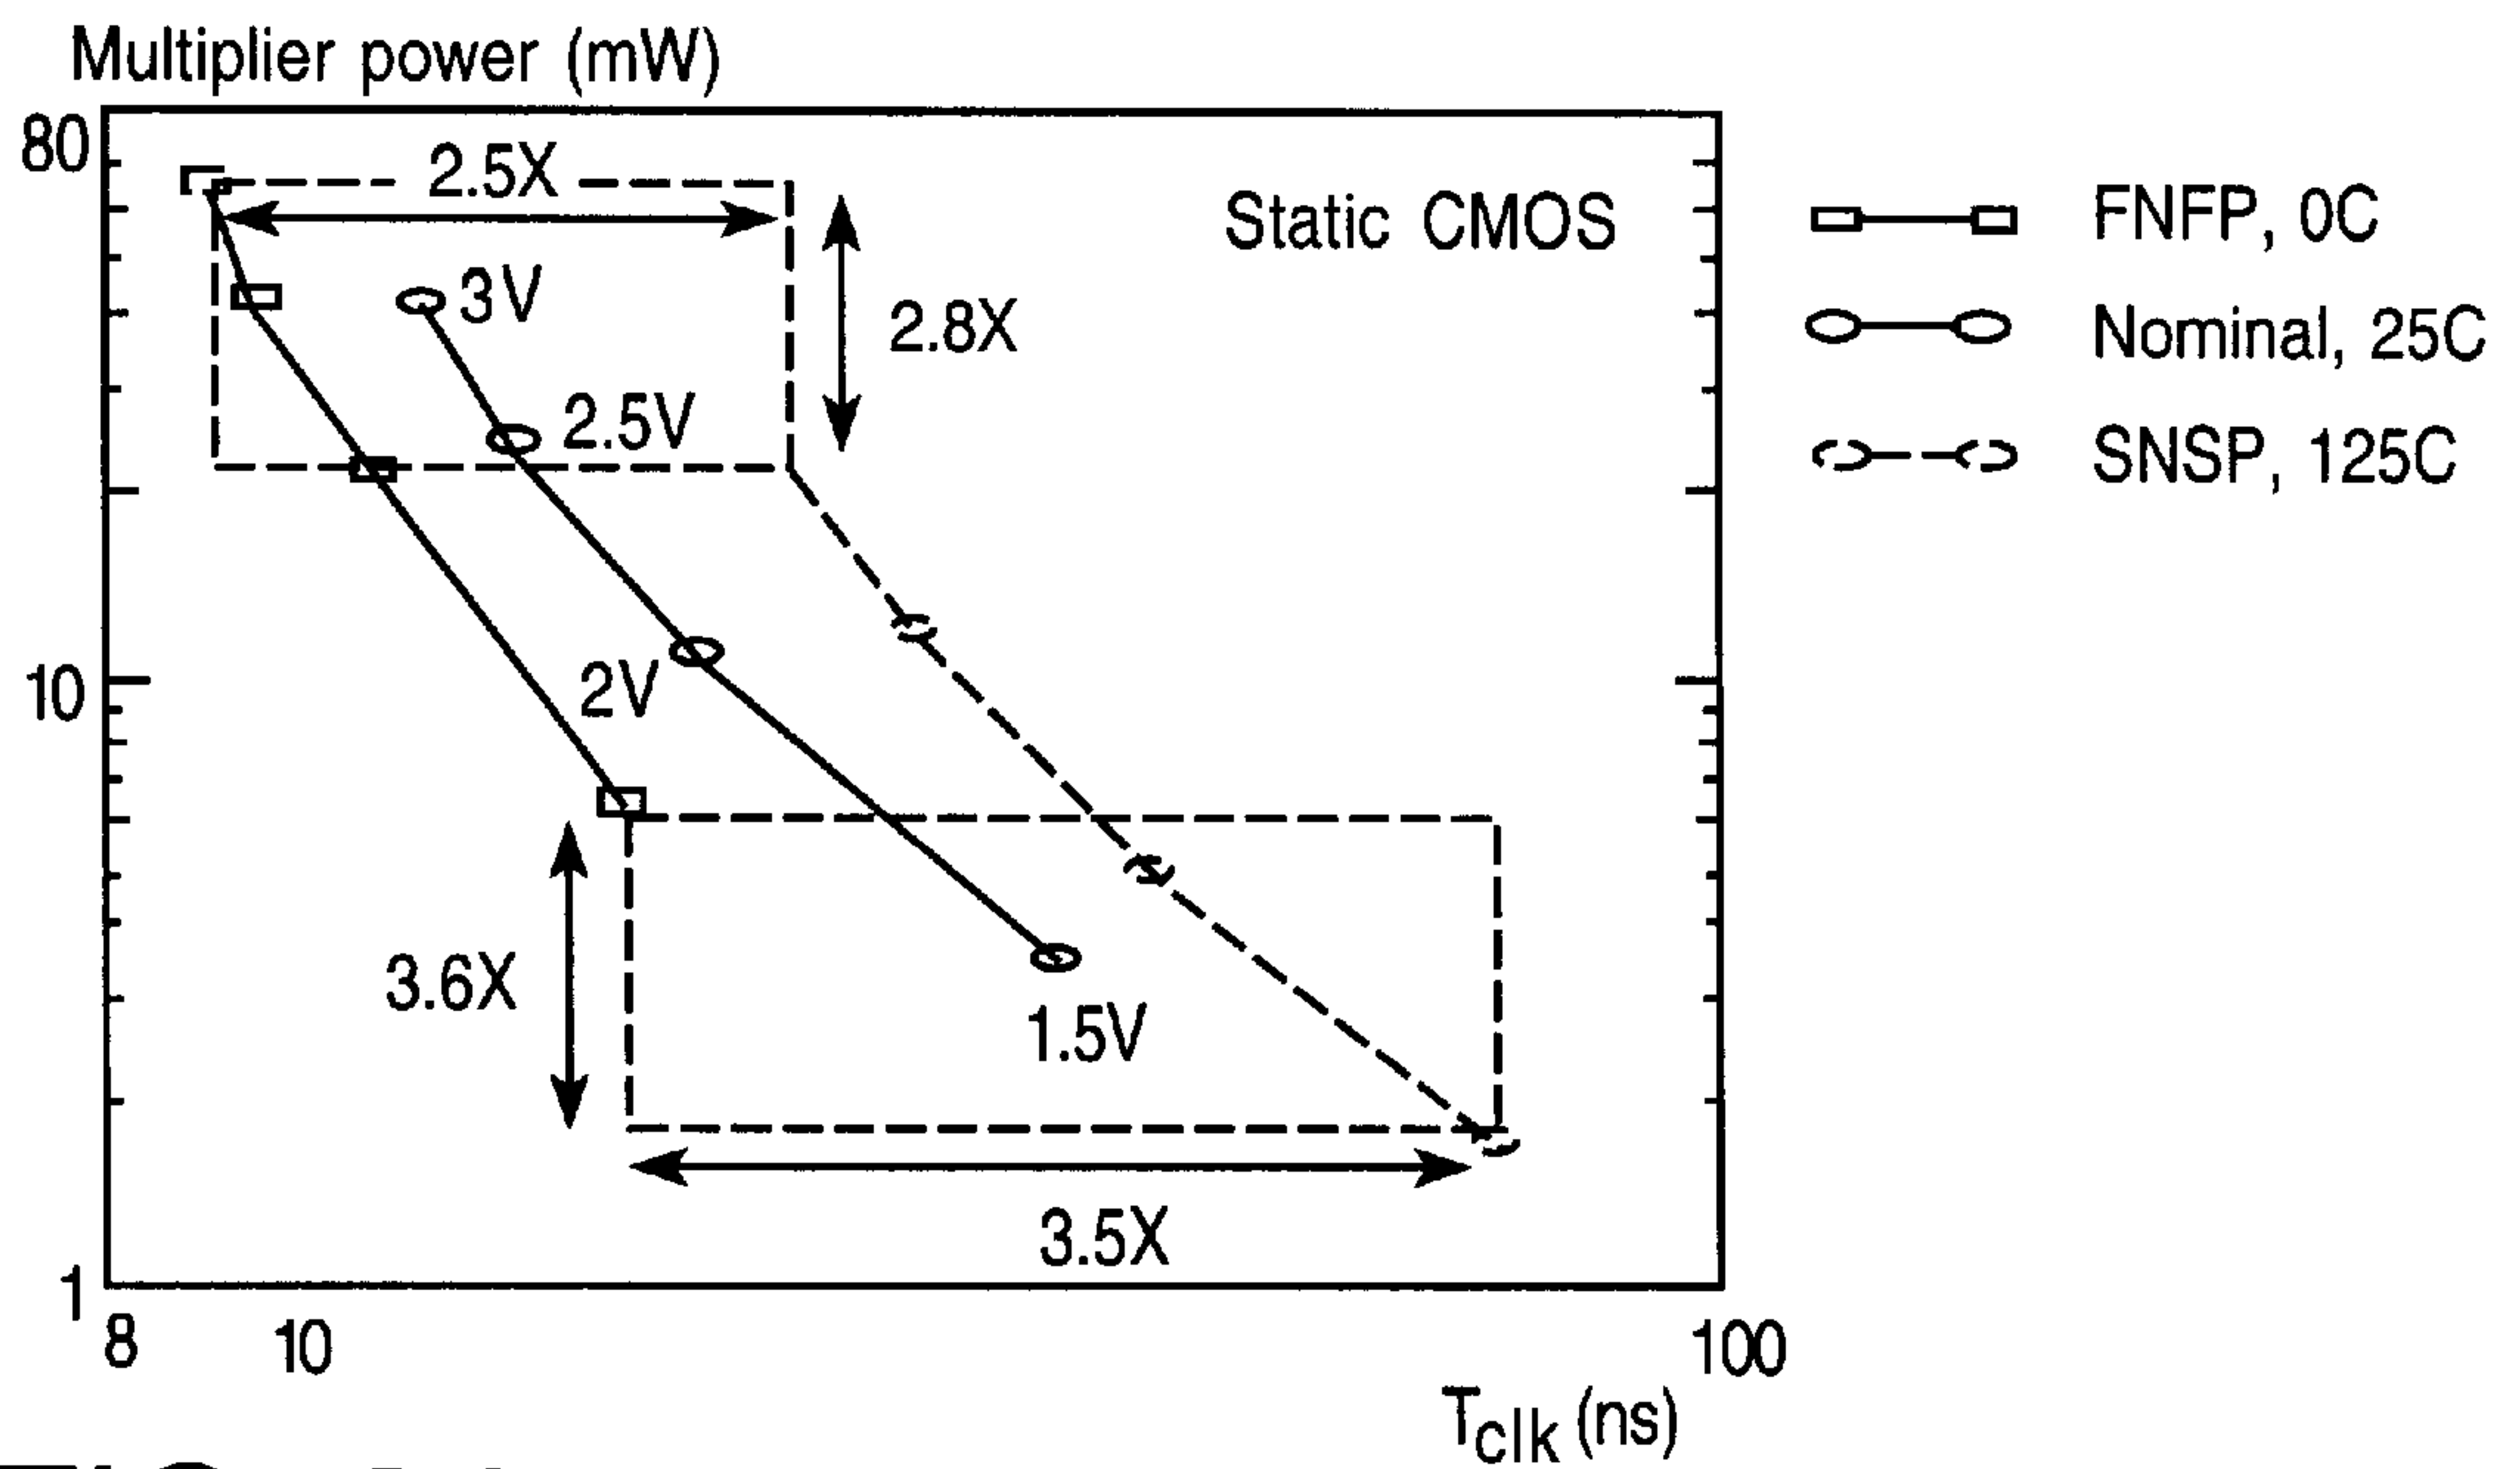 Multiplier power (mW)
80
2.5X
Static CMOS
FNFP, 0C
3V
2.8X
Nominal, 25C
2.5V
SNSP, 125C
10
2V
3.6X
1.5V
3.5X
1
8
10
100
Tclk (ns)